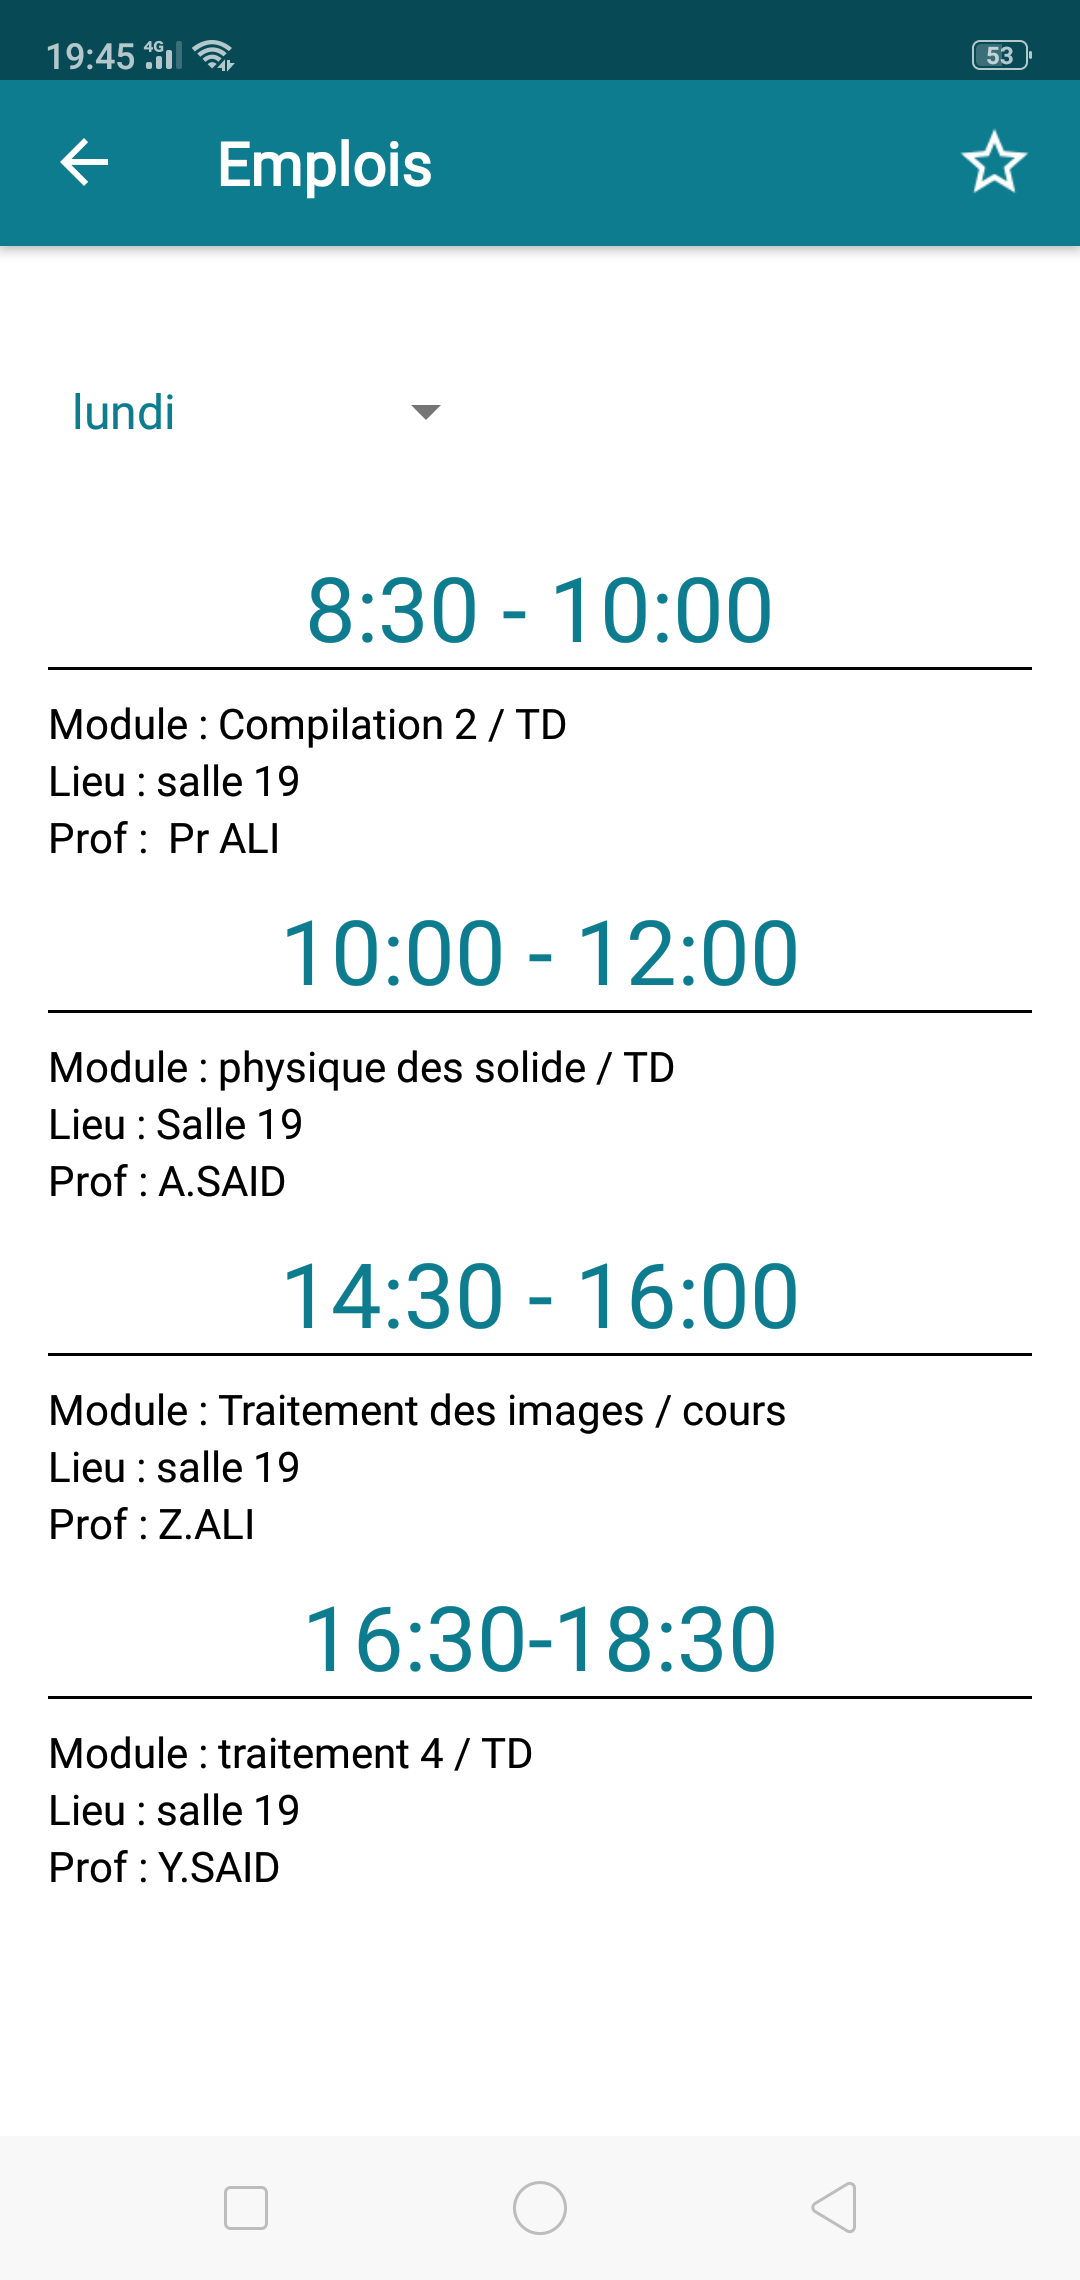 19:45 4G 53
Emplois
lundi
8:30 - 10:00
Module : Compilation 2 / TD
Lieu : salle 19
Prof :  Pr ALI
10:00 - 12:00
Module : physique des solide / TD
Lieu : Salle 19
Prof : A.SAID
14:30 - 16:00
Module : Traitement des images / cours
Lieu : salle 19
Prof : Z.ALI
16:30-18:30
Module : traitement 4 / TD
Lieu : salle 19
Prof : Y.SAID